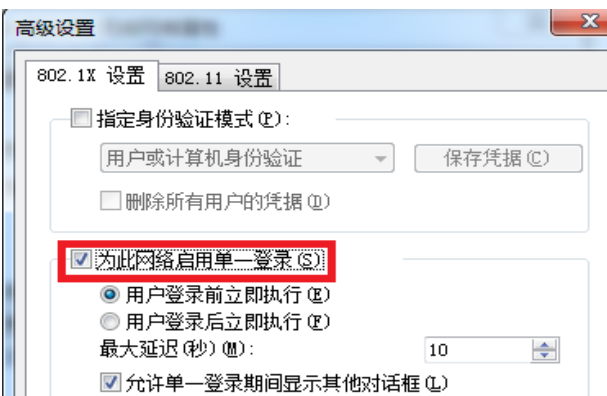 高级设置
802.1X 设置 802.11 设置
指定身份验证模式(P):
用户或计算机身份验证 保存凭据(C)
删除所有用户的凭据(D)
为此网络启用单一登录(S)
用户登录前立即执行(E)
用户登录后立即执行(F)
最大延迟(秒)(M): 10
允许单一登录期间显示其他对话框(L)